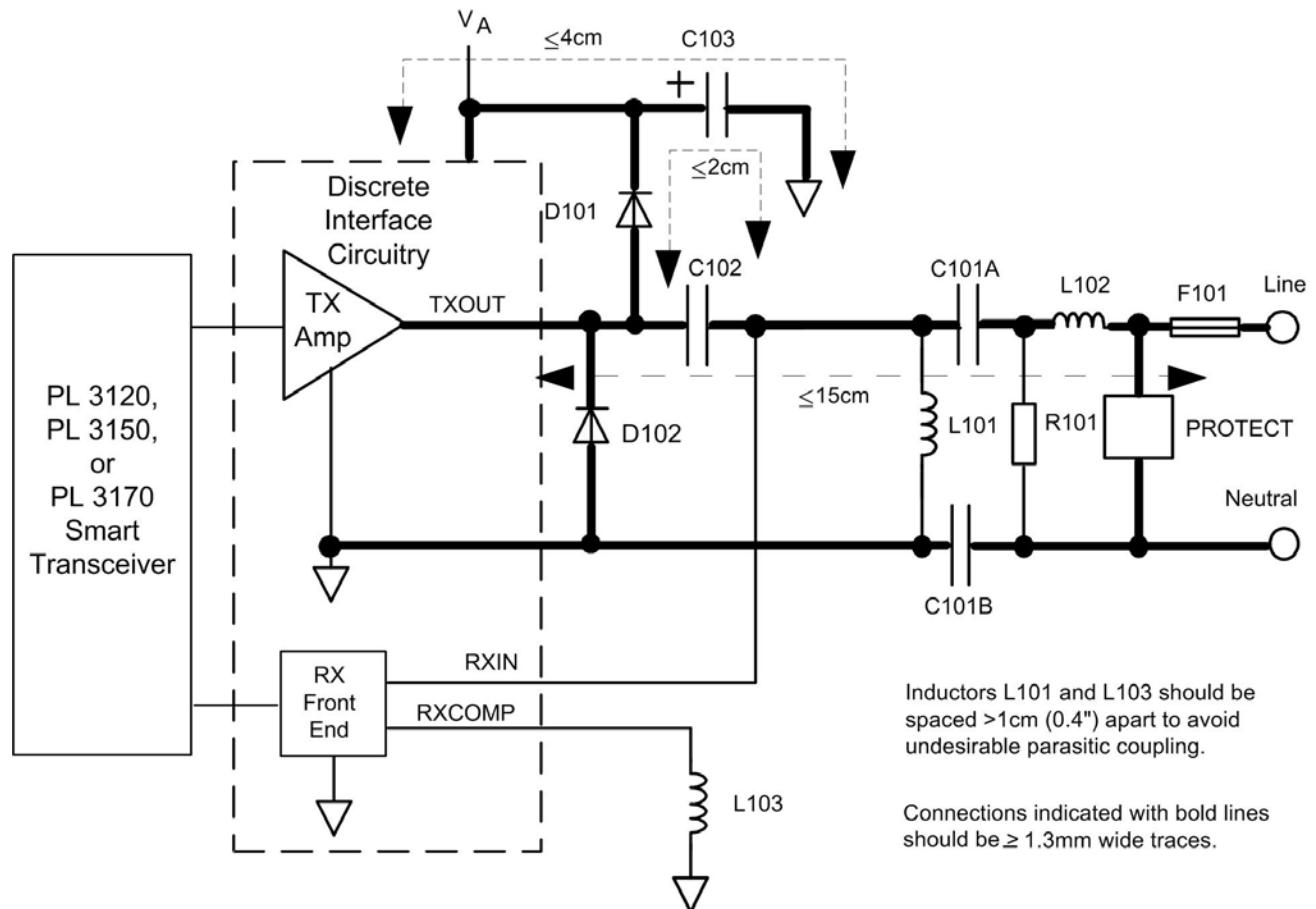 V A
≤4cm
C103
+
≤2cm
Discrete
Interface
Circuitry
D101
C102
C101A
L102
F101
Line
TX
Amp
TXOUT
≤15cm
PL 3120,
PL 3150,
or
PL 3170
Smart
Transceiver
D102
L101
R101
PROTECT
Neutral
C101B
RX
Front
End
RXIN
RXCOMP
L103
Inductors L101 and L103 should be
spaced >1cm (0.4") apart to avoid
undesirable parasitic coupling.
Connections indicated with bold lines
should be ≥ 1.3mm wide traces.